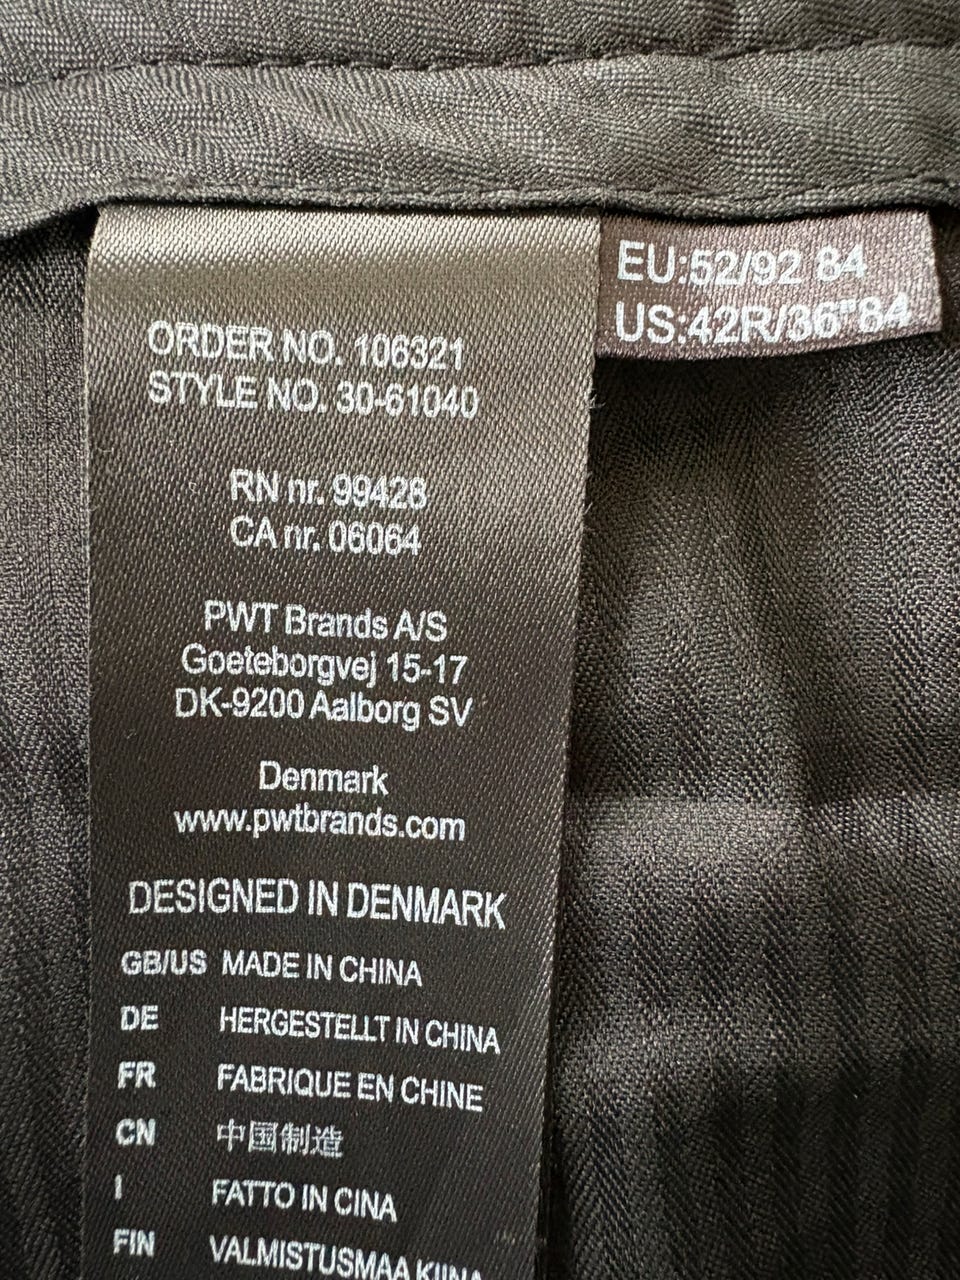 EU:52/92 84
US:42R/36"84
ORDER NO. 106321
STYLE NO. 30-61040
RN nr. 99428
CA nr. 06064
PWT Brands A/S
Goeteborgvej 15-17
DK-9200 Aalborg SV
Denmark
www.pwtbrands.com
DESIGNED IN DENMARK
GB/US MADE IN CHINA
DE HERGESTELLT IN CHINA
FR FABRIQUE EN CHINE
CN 中国制造
I FATTO IN CINA
FIN VALMISTUSMAA KIINA